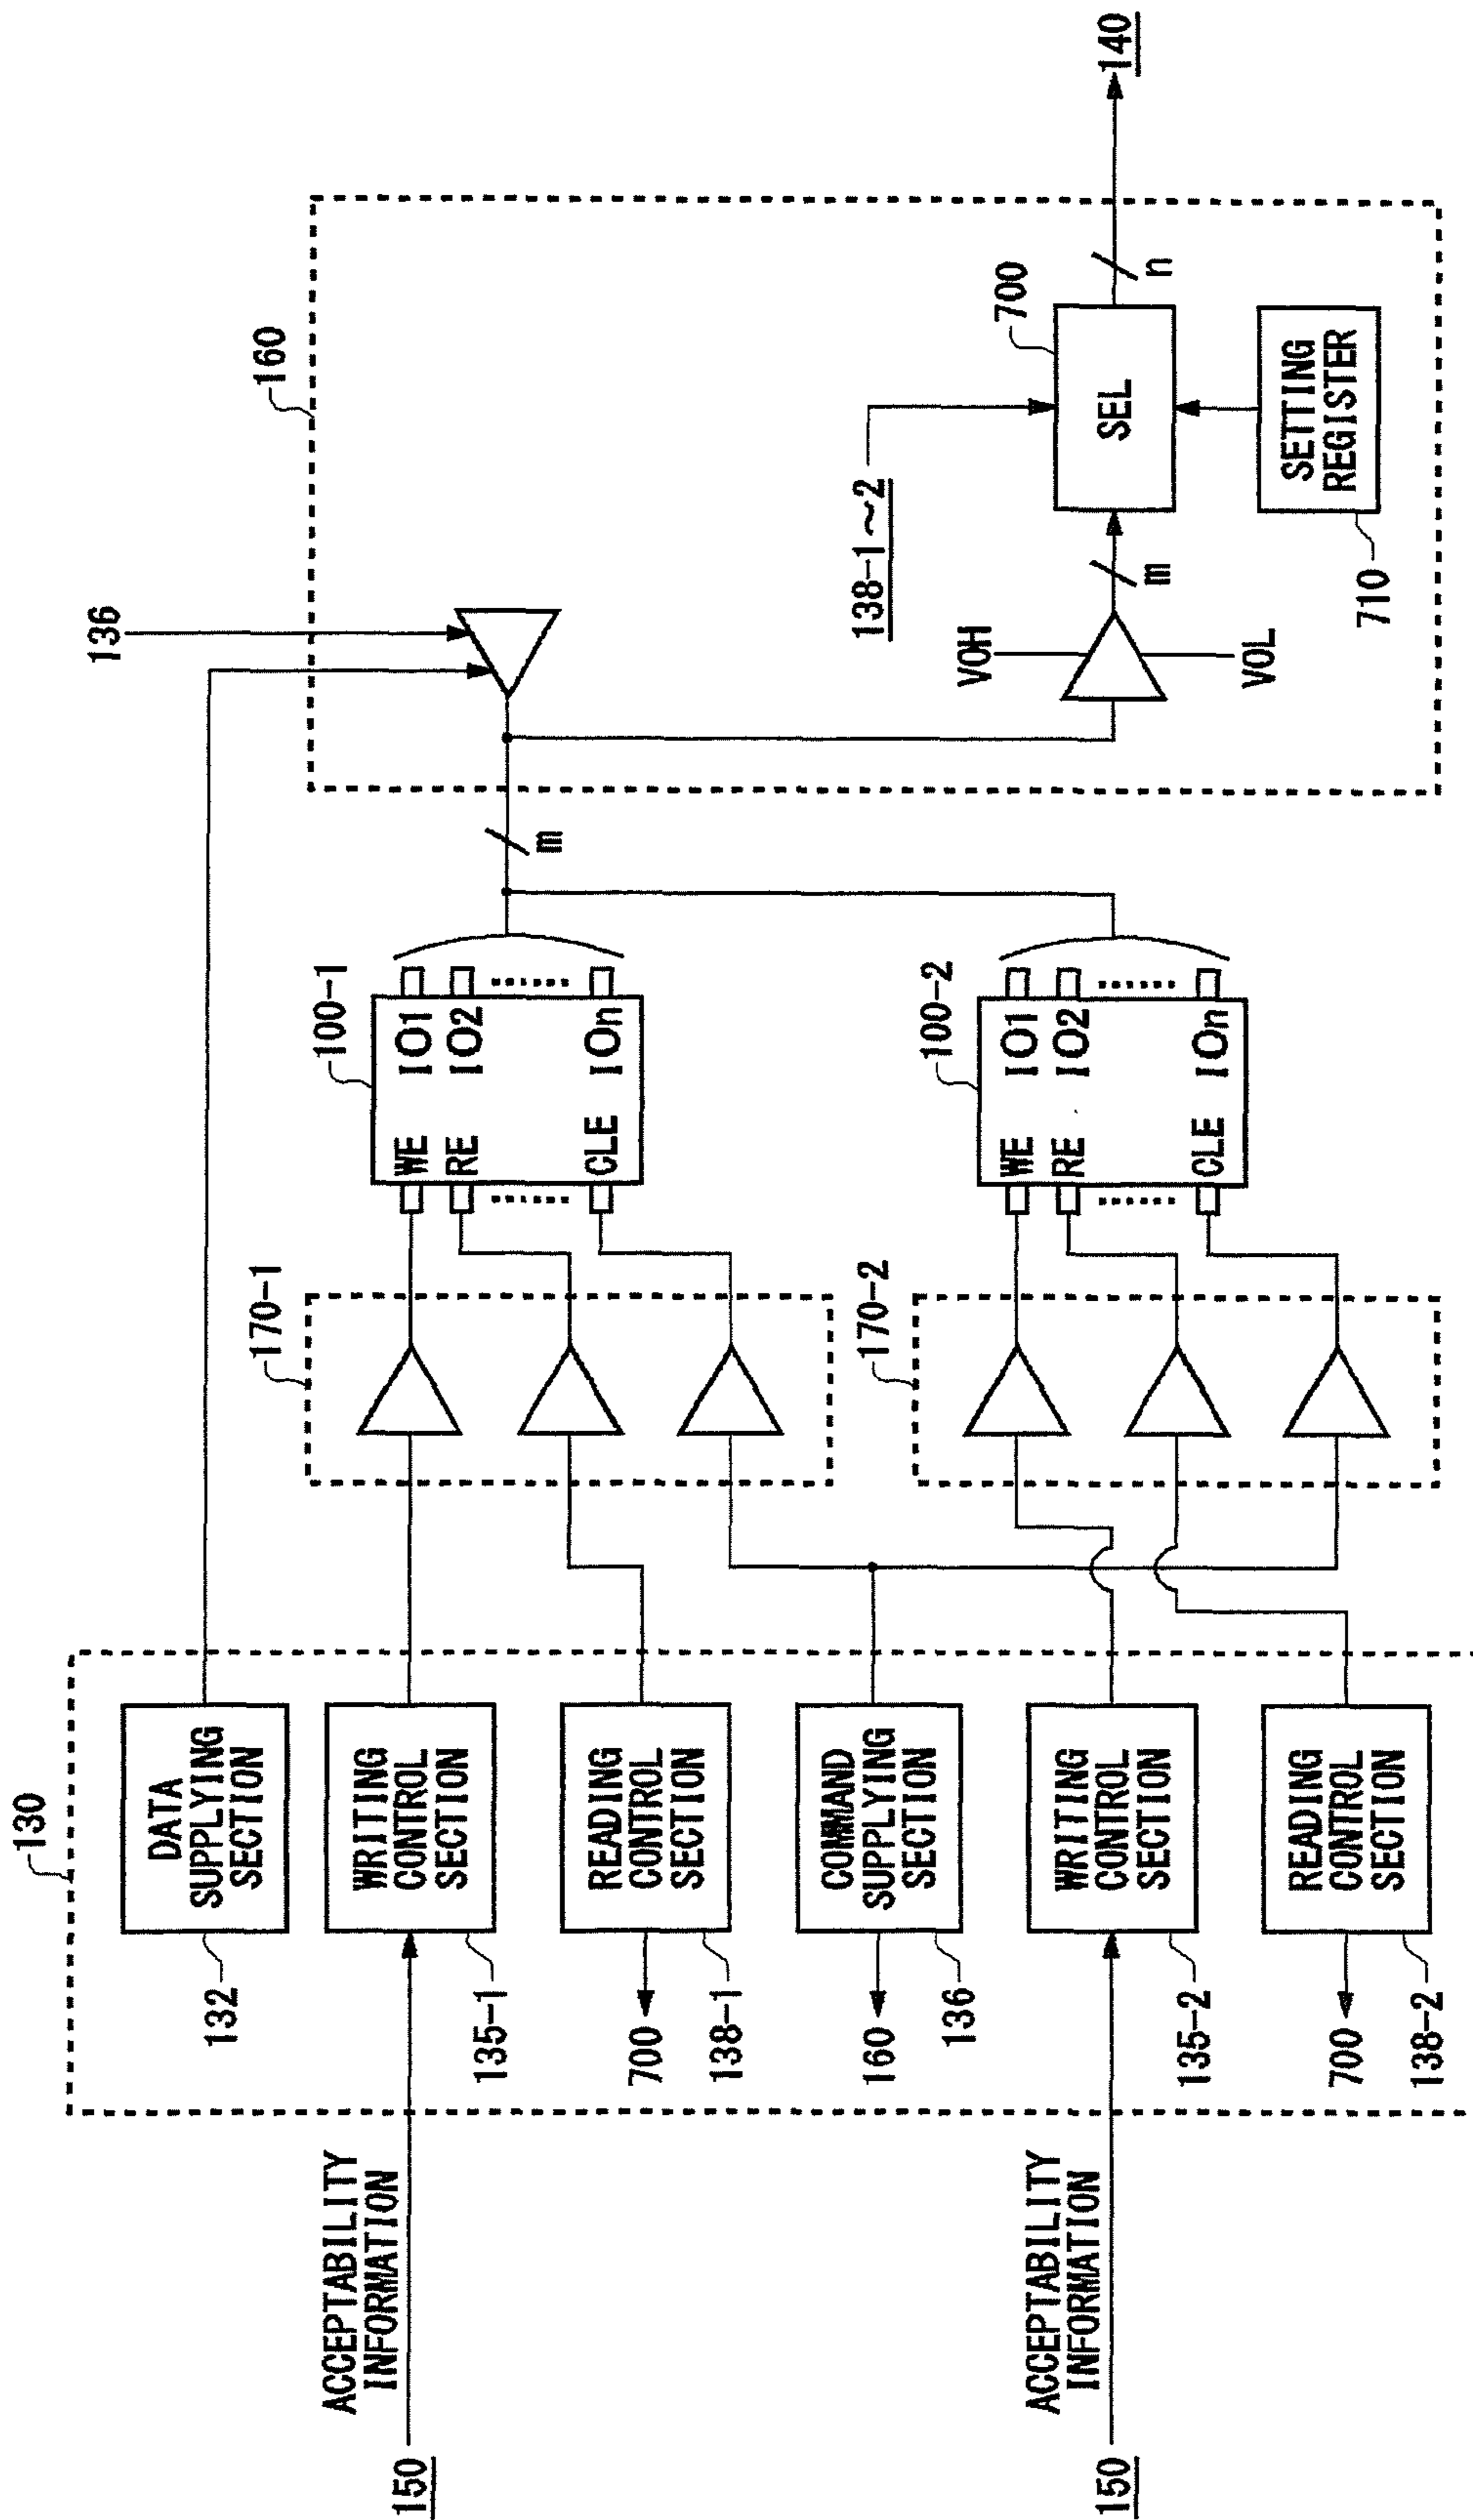 130
DATA
SUPPLYING
SECTION
132
ACCEPTABILITY
INFORMATION
150
WRITING
CONTROL
SECTION
135-1
READING
CONTROL
SECTION
700
138-1
COMMAND
SUPPLYING
SECTION
160
136
ACCEPTABILITY
INFORMATION
150
WRITING
CONTROL
SECTION
135-2
READING
CONTROL
SECTION
700
138-2
170-1
170-2
100-1
WE IO1
RE IO2
CLE IOn
100-2
WE IO1
RE IO2
CLE IOn
m
136
160
VOH
VOL
m
138-1~2
700
SEL
SETTING
REGISTER
710
n
140